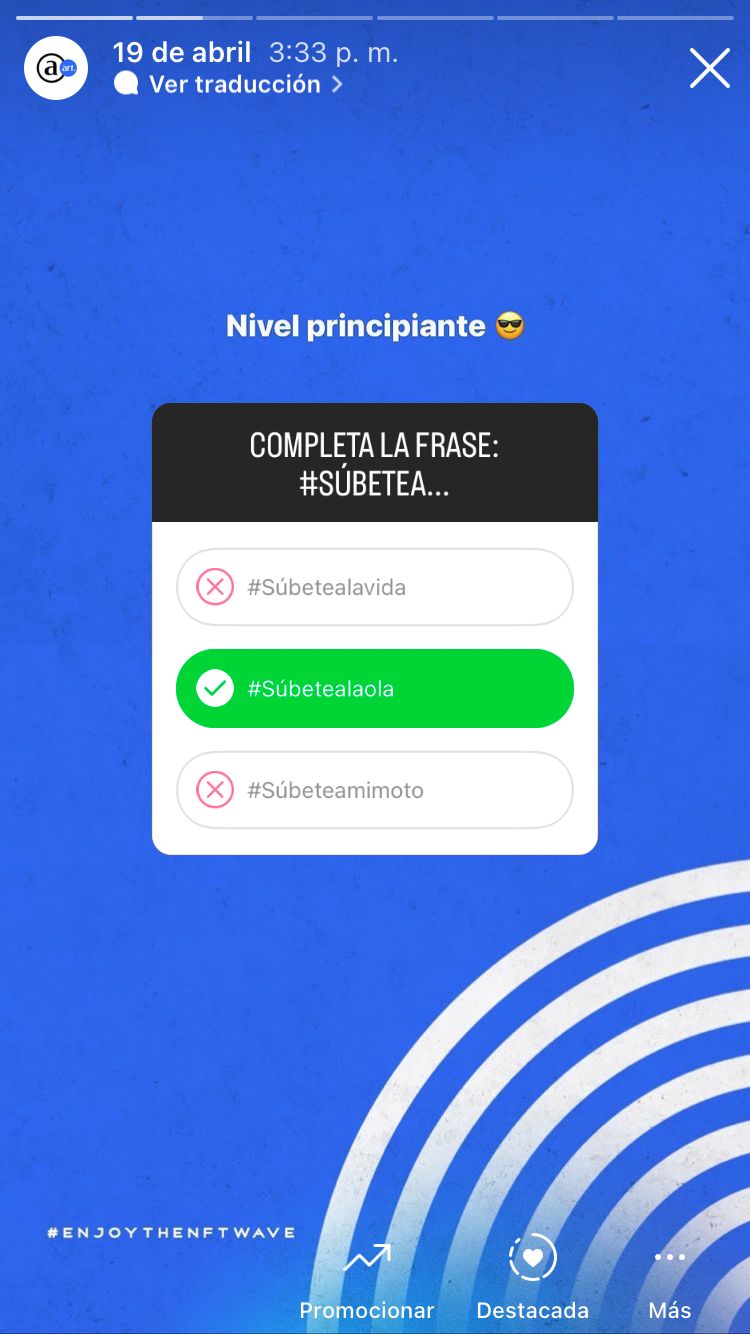 19 de abril 3:33 p. m.
Ver traducción
@ art.
Nivel principiante 😎
COMPLETA LA FRASE:
#SÚBETEA...
#Súbetealavida
#Súbetealaola
#Súbeteamimoto
#ENJOYTHENFTWAVE
Promocionar Destacada Más